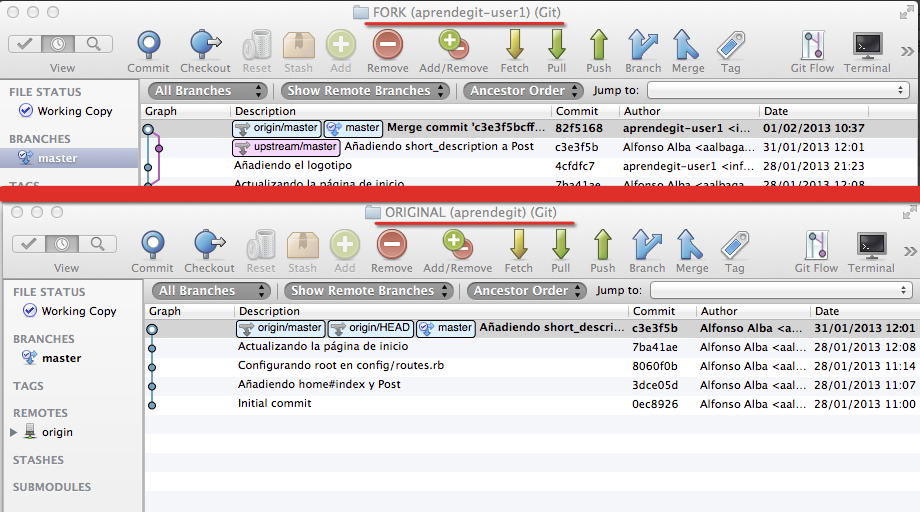 FORK (aprendegit-user1) (Git)
View Commit Checkout Reset Stash Add Remove Add/Remove Fetch Pull Push Branch Merge Tag Git Flow Terminal
All Branches Show Remote Branches Ancestor Order Jump to:
FILE STATUS
Working Copy
BRANCHES
master
TAGS
Graph Description Commit Author Date
origin/master master Merge commit 'c3e3f5bcff... 82f5168 aprendegit-user1 <i... 01/02/2013 10:37
upstream/master Añadiendo short_description a Post c3e3f5b Alfonso Alba <aalbaga... 31/01/2013 12:01
Añadiendo el logotipo 4cfdfc7 aprendegit-user1 <inf... 28/01/2013 21:23
Actualizando la página de inicio 7ba41ae Alfonso Alba <aalbaga... 28/01/2013 12:08
ORIGINAL (aprendegit) (Git)
View Commit Checkout Reset Stash Add Remove Add/Remove Fetch Pull Push Branch Merge Tag Git Flow Terminal
All Branches Show Remote Branches Ancestor Order Jump to:
FILE STATUS
Working Copy
BRANCHES
master
TAGS
REMOTES
origin
STASHES
SUBMODULES
Graph Description Commit Author Date
origin/master origin/HEAD master Añadiendo short_descri... c3e3f5b Alfonso Alba <a... 31/01/2013 12:01
Actualizando la página de inicio 7ba41ae Alfonso Alba <aal... 28/01/2013 12:08
Configurando root en config/routes.rb 8060f0b Alfonso Alba <aal... 28/01/2013 11:14
Añadiendo home#index y Post 3dce05d Alfonso Alba <aal... 28/01/2013 11:07
Initial commit 0ec8926 Alfonso Alba <aal... 28/01/2013 11:00